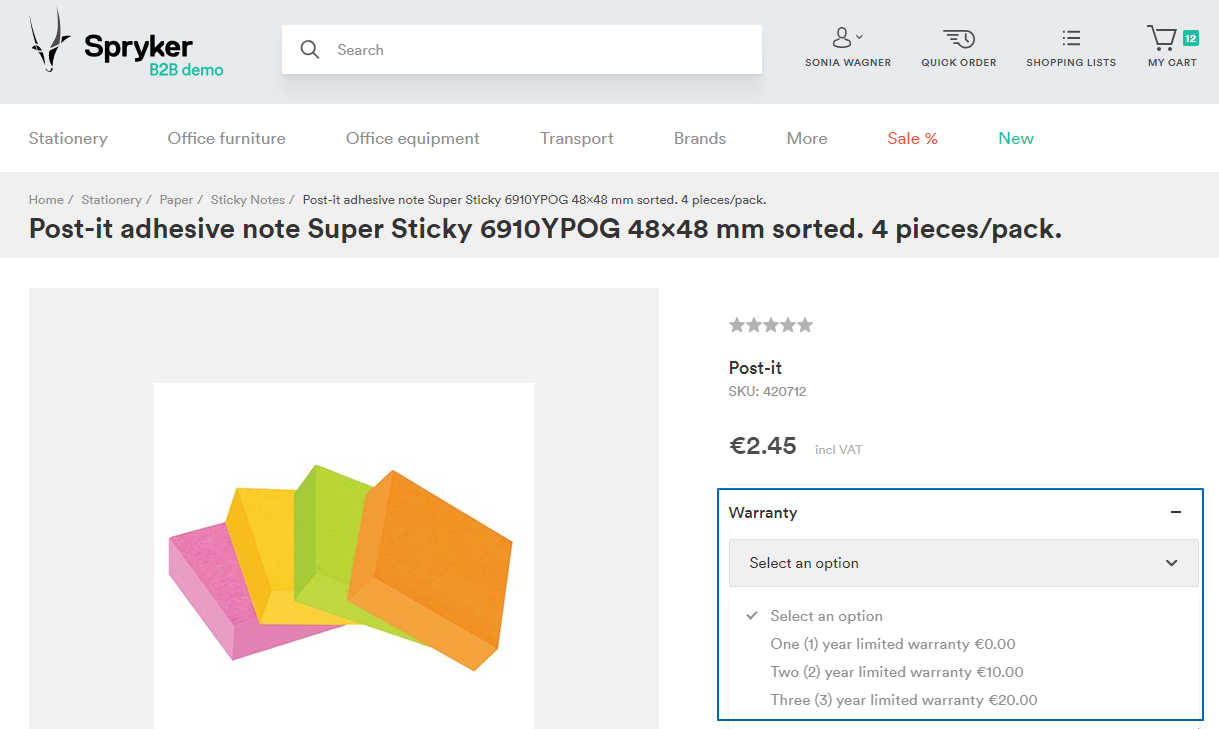 Spryker
B2B demo
Search
SONIA WAGNER
QUICK ORDER
SHOPPING LISTS
12
MY CART
Stationery Office furniture Office equipment Transport Brands More Sale % New
Home / Stationery / Paper / Sticky Notes / Post-it adhesive note Super Sticky 6910YPOG 48×48 mm sorted. 4 pieces/pack.
Post-it adhesive note Super Sticky 6910YPOG 48×48 mm sorted. 4 pieces/pack.
Post-it
SKU: 420712
€2.45 incl VAT
Warranty
Select an option
Select an option
One (1) year limited warranty €0.00
Two (2) year limited warranty €10.00
Three (3) year limited warranty €20.00